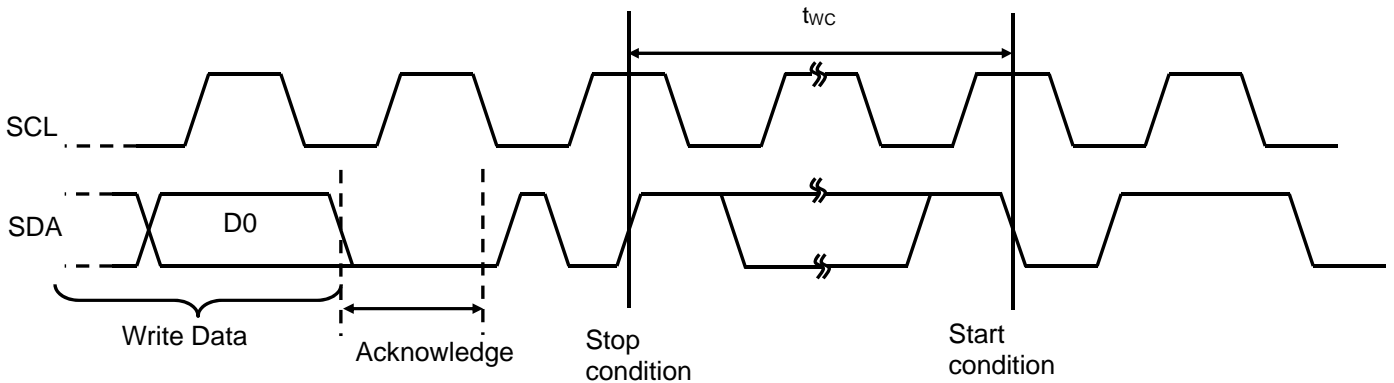 tWC
SCL
SDA
D0
Write Data
Acknowledge
Stop
condition
Start
condition